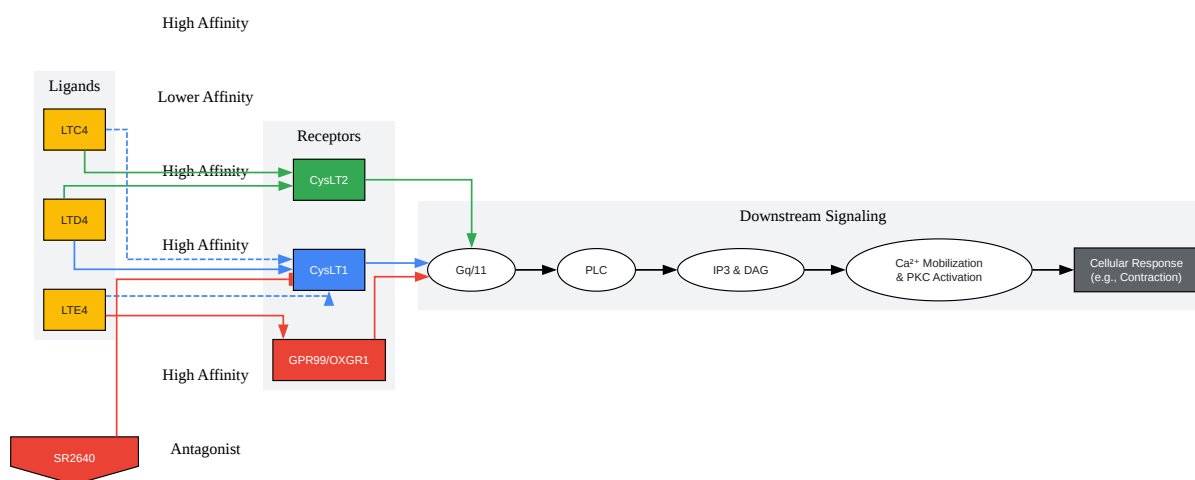 High Affinity
Ligands
Lower Affinity
LTC4
Receptors
High Affinity
CysLT2
LTD4
Downstream Signaling
High Affinity
CysLT1
Gq/11
PLC
IP3 & DAG
Ca²⁺ Mobilization
& PKC Activation
Cellular Response
(e.g., Contraction)
LTE4
GPR99/OXGR1
High Affinity
Antagonist
SR2640